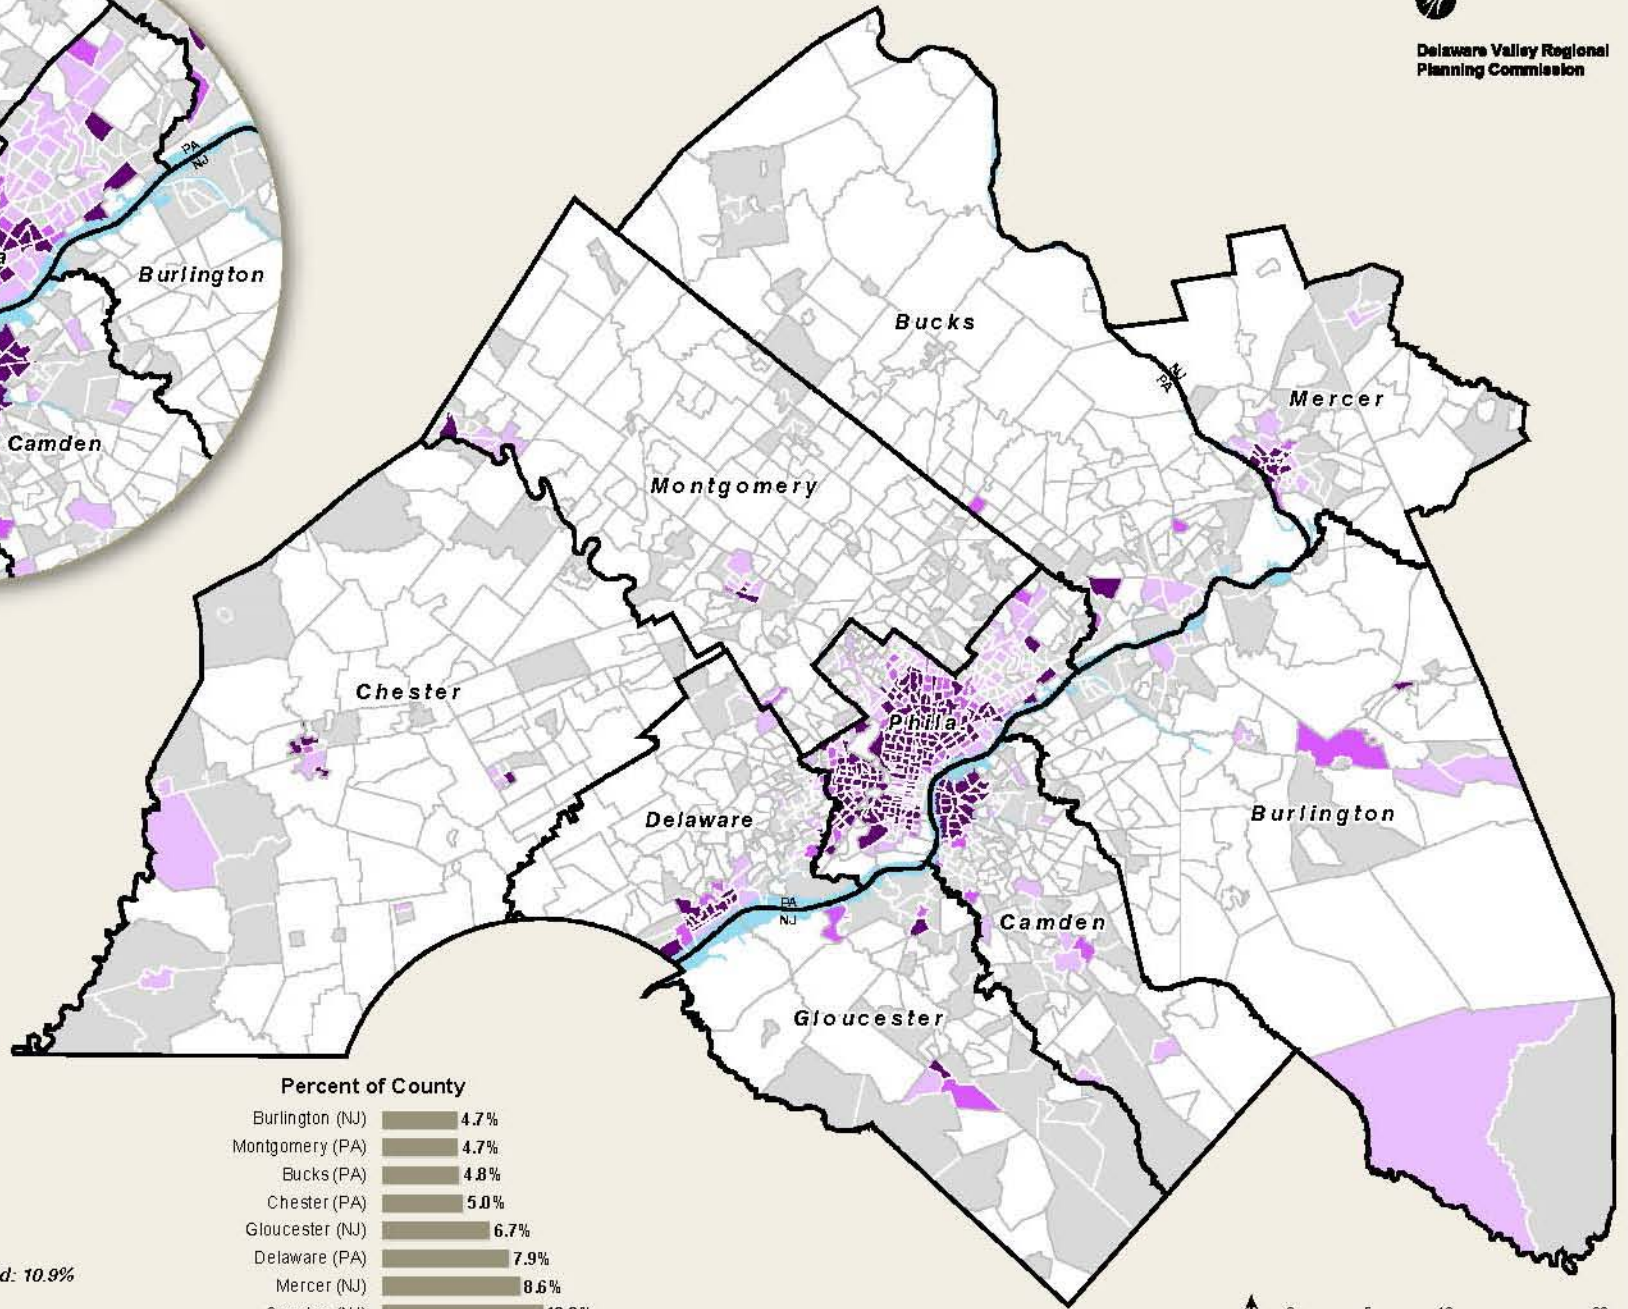 Delaware Valley Regional
Planning Commission
PA
NJ
Burlington
Camden
Bucks
NJ
PA
Mercer
Montgomery
Chester
Phila.
Delaware
Burlington
PA
NJ
Camden
Gloucester
Percent of County
Burlington (NJ) 4.7%
Montgomery (PA) 4.7%
Bucks (PA) 4.8%
Chester (PA) 5.0%
Gloucester (NJ) 6.7%
Delaware (PA) 7.9%
Mercer (NJ) 8.6%
d: 10.9%